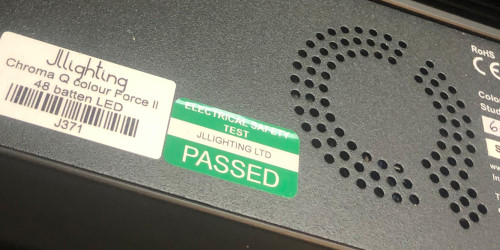 JLlighting
Chroma Q colour Force II
48 batten LED
J371
ELECTRICAL SAFETY
TEST
JLLIGHTING LTD
PASSED
RoHS
CE